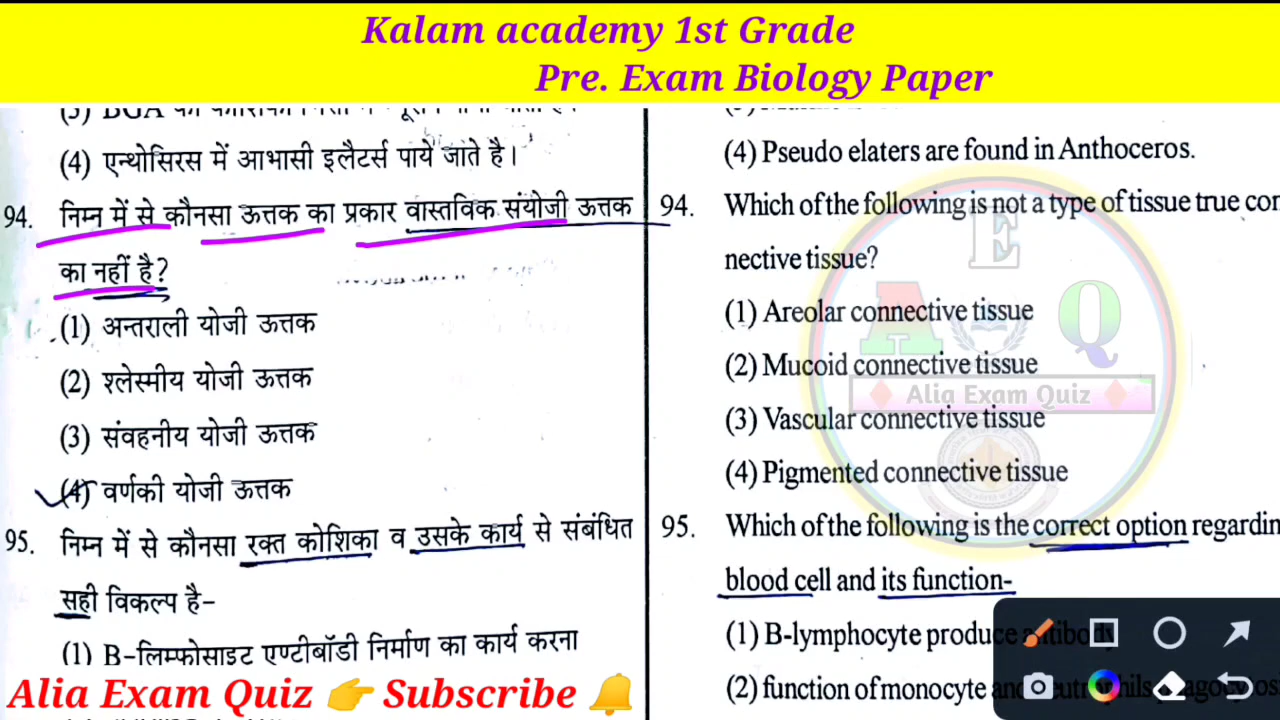 Kalam academy 1st Grade
Pre. Exam Biology Paper
(4) एन्थोसिरस में आभासी इलैटर्स पाये जाते है।
94. निम्न में से कौनसा ऊत्तक का प्रकार वास्तविक संयोजी ऊत्तक
का नहीं है?
(1) अन्तराली योजी ऊत्तक
(2) श्लेस्मीय योजी ऊत्तक
(3) संवहनीय योजी ऊत्तक
(4) वर्णकी योजी ऊत्तक
95. निम्न में से कौनसा रक्त कोशिका व उसके कार्य से संबंधित
सही विकल्प है-
(1) B-लिम्फोसाइट एण्टीबॉडी निर्माण का कार्य करना
(4) Pseudo elaters are found in Anthoceros.
94. Which of the following is not a type of tissue true con
nective tissue?
(1) Areolar connective tissue
(2) Mucoid connective tissue
(3) Vascular connective tissue
(4) Pigmented connective tissue
95. Which of the following is the correct option regardin
blood cell and its function-
(1) B-lymphocyte produce antibody
(2) function of monocyte and
E
A Q
Alia Exam Quiz
Alia Exam Quiz 👉 Subscribe 🔔